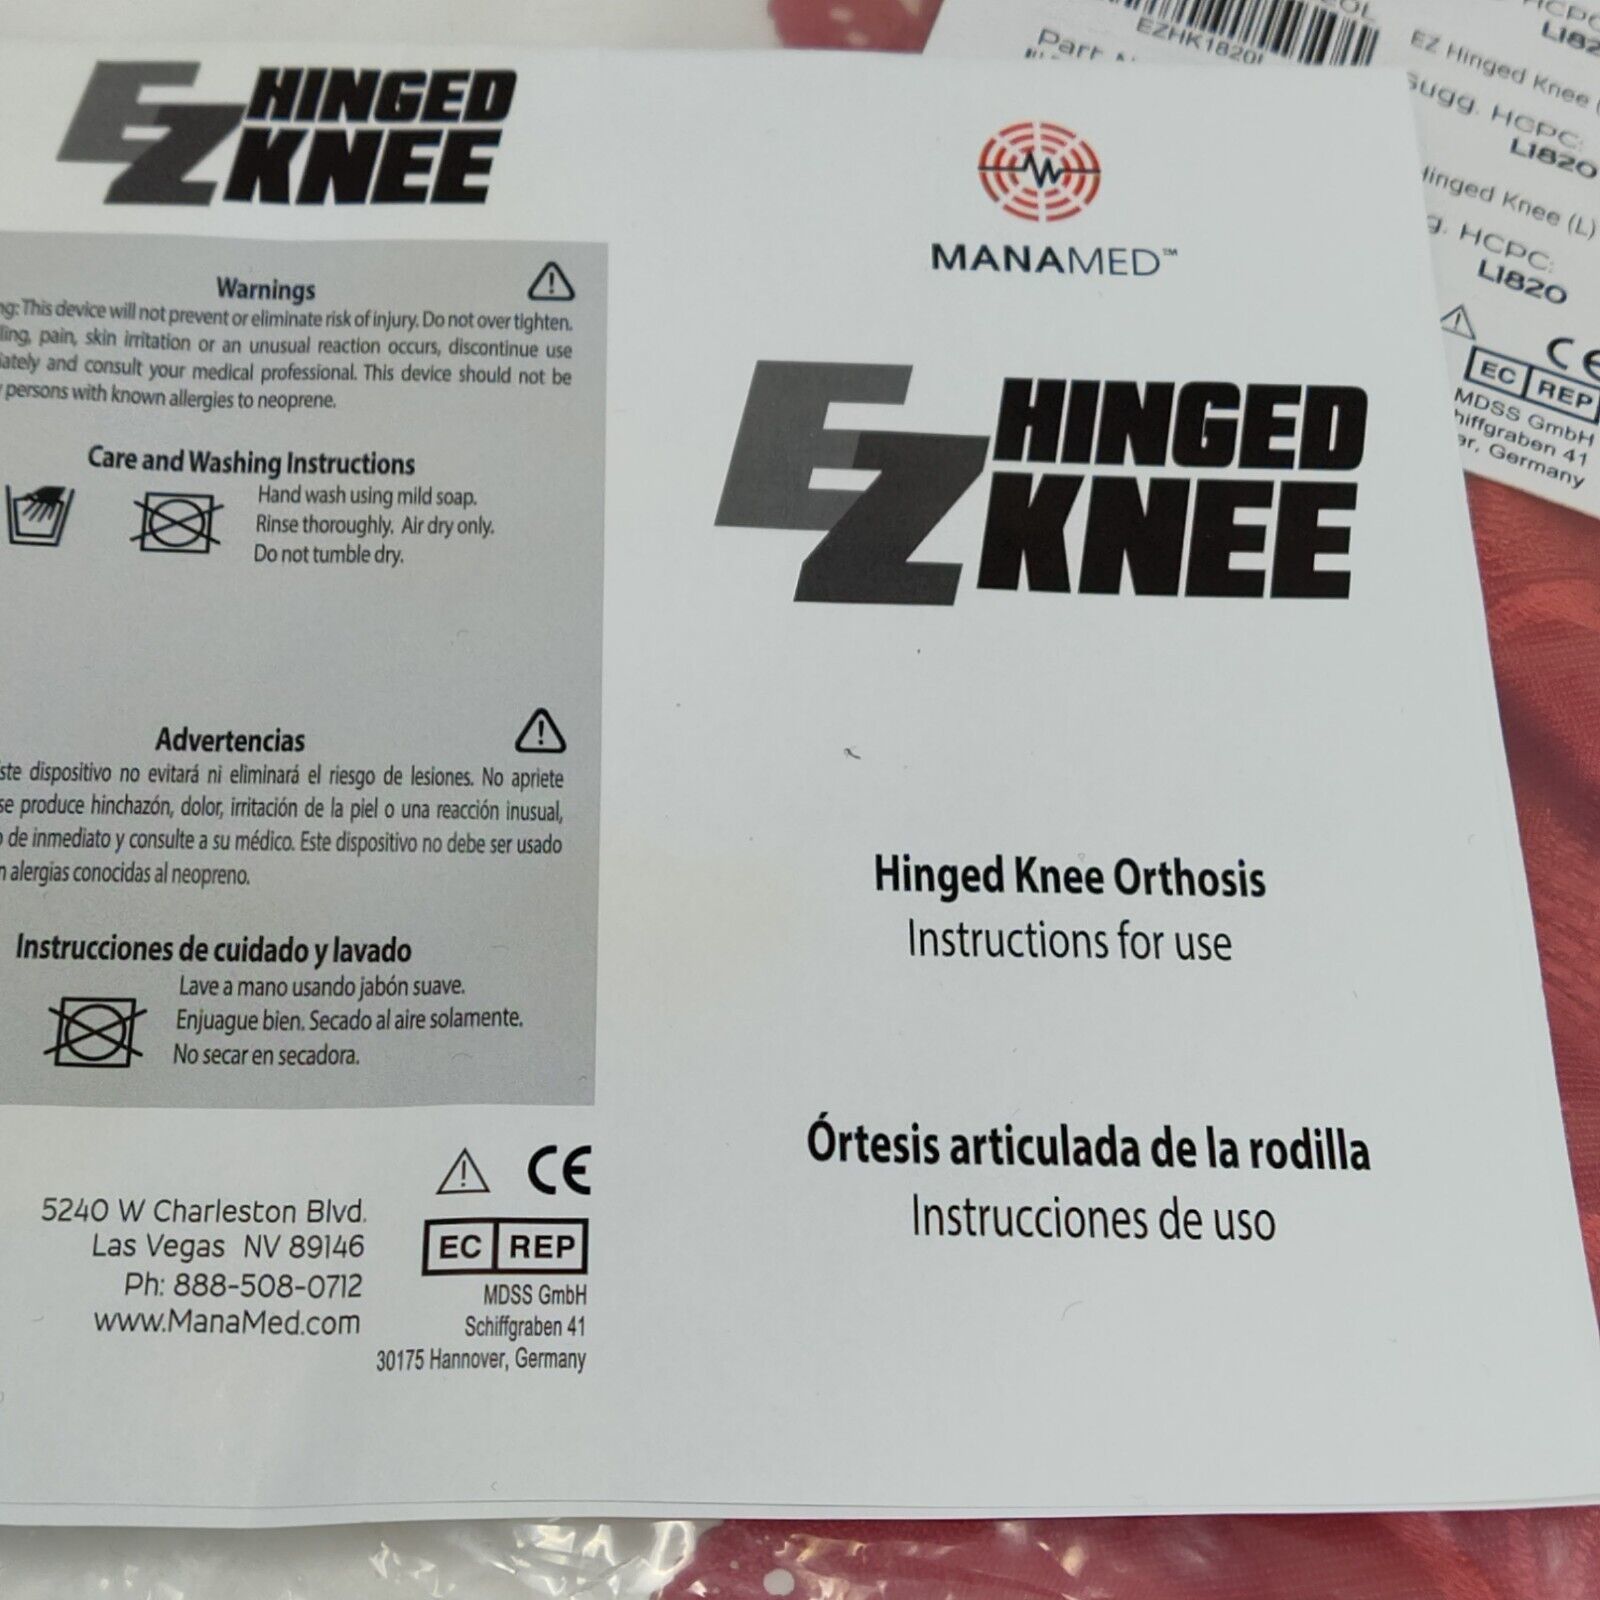 EZ HINGED
KNEE
Warnings
This device will not prevent or eliminate risk of injury. Do not over tighten.
pain, skin irritation or an unusual reaction occurs, discontinue use
and consult your medical professional. This device should not be
persons with known allergies to neoprene.
Care and Washing Instructions
Hand wash using mild soap.
Rinse thoroughly. Air dry only.
Do not tumble dry.
Advertencias
dispositivo no evitará ni eliminará el riesgo de lesiones. No apriete
se produce hinchazón, dolor, irritación de la piel o una reacción inusual,
de inmediato y consulte a su médico. Este dispositivo no debe ser usado
alergias conocidas al neopreno.
Instrucciones de cuidado y lavado
Lave a mano usando jabón suave.
Enjuague bien. Secado al aire solamente.
No secar en secadora.
5240 W Charleston Blvd.
Las Vegas NV 89146
Ph: 888-508-0712
www.ManaMed.com
CE
EC REP
MDSS GmbH
Schiffgraben 41
30175 Hannover, Germany
MANAMED™
EZ HINGED
KNEE
Hinged Knee Orthosis
Instructions for use
Órtesis articulada de la rodilla
Instrucciones de uso
Part
EZ Hinged Knee
Sugg. HCPC:
L1820
Hinged Knee (L)
HCPC:
L1820
CE
EC REP
MDSS GmbH
41
Germany